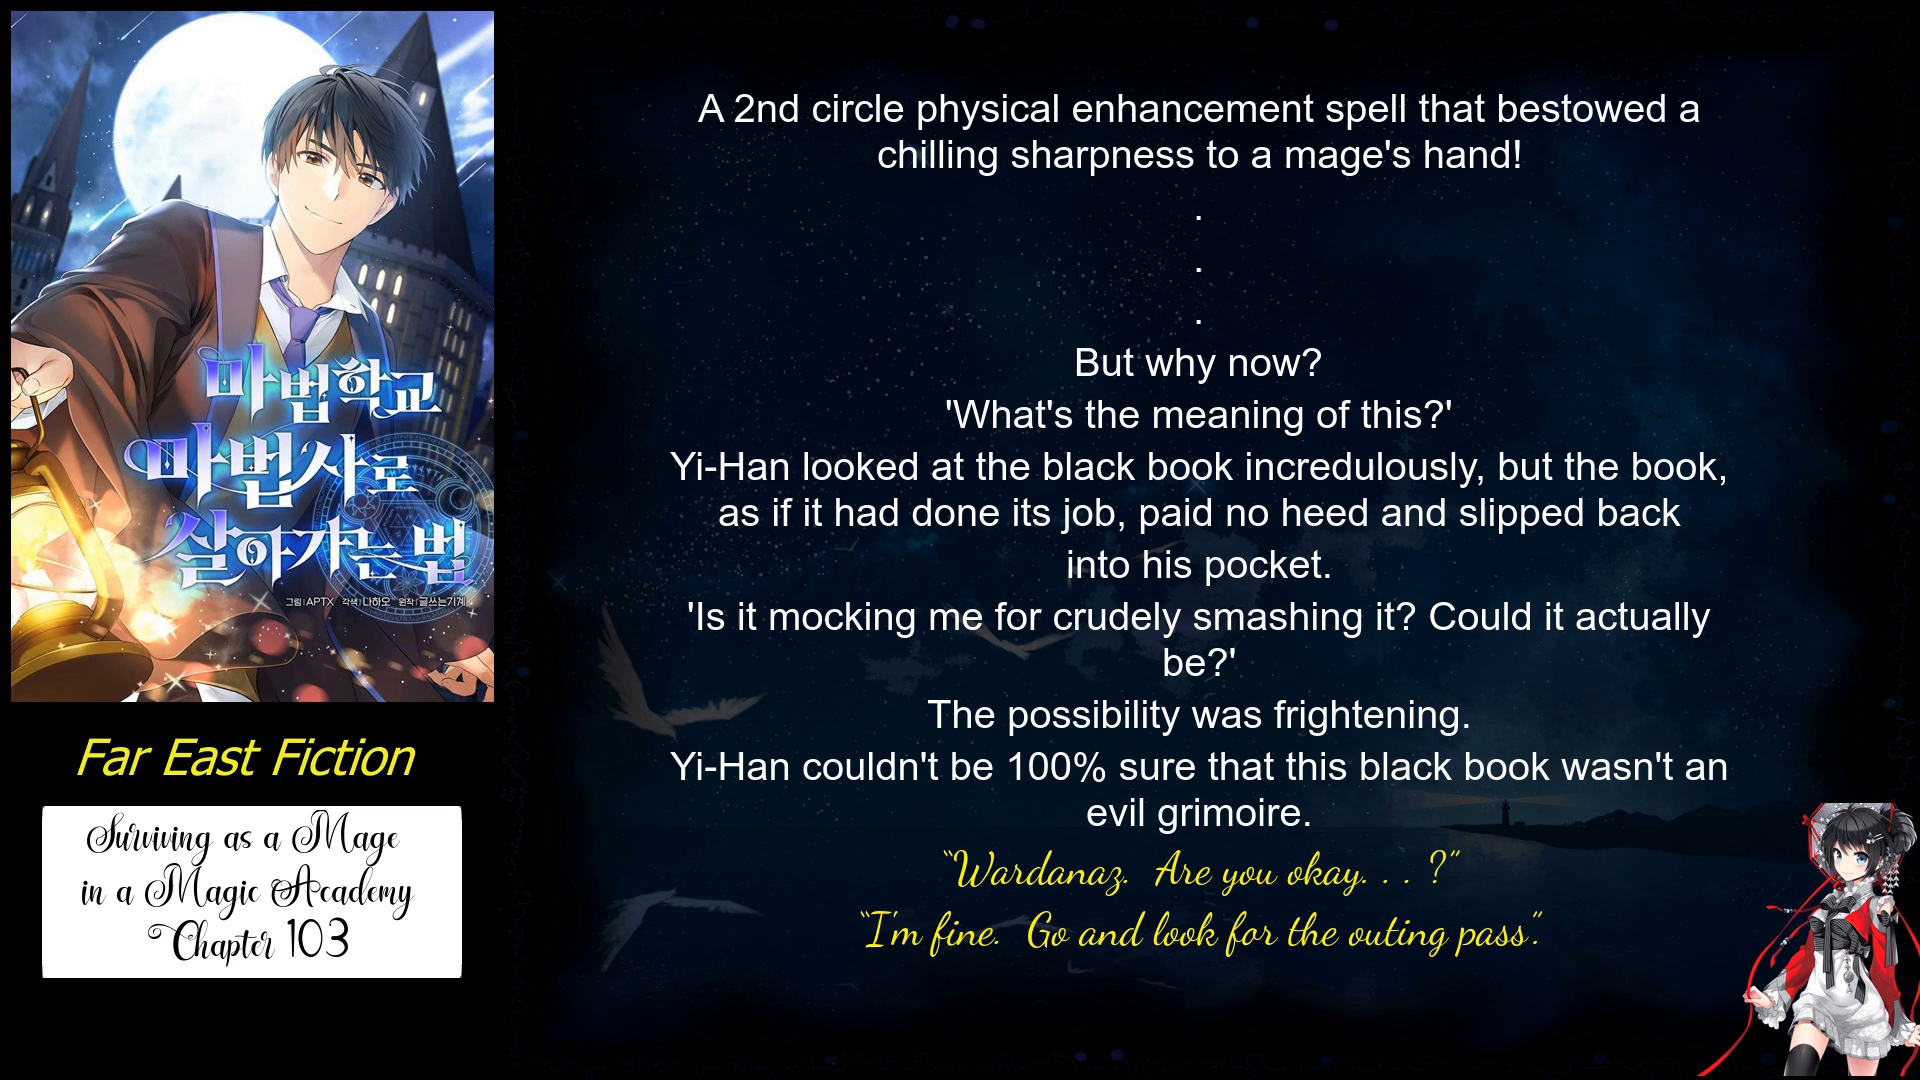 마법학교
마법사로
살아가는 법
그림|APTX 각색|나하오 원작|글쓰는기계
Far East Fiction
Surviving as a Mage
in a Magic Academy
Chapter 103
A 2nd circle physical enhancement spell that bestowed a
chilling sharpness to a mage's hand!
.
.
.
But why now?
'What's the meaning of this?'
Yi-Han looked at the black book incredulously, but the book,
as if it had done its job, paid no heed and slipped back
into his pocket.
'Is it mocking me for crudely smashing it? Could it actually
be?'
The possibility was frightening.
Yi-Han couldn't be 100% sure that this black book wasn't an
evil grimoire.
“Wardanaz. Are you okay. . . ?”
“I'm fine. Go and look for the outing pass”.